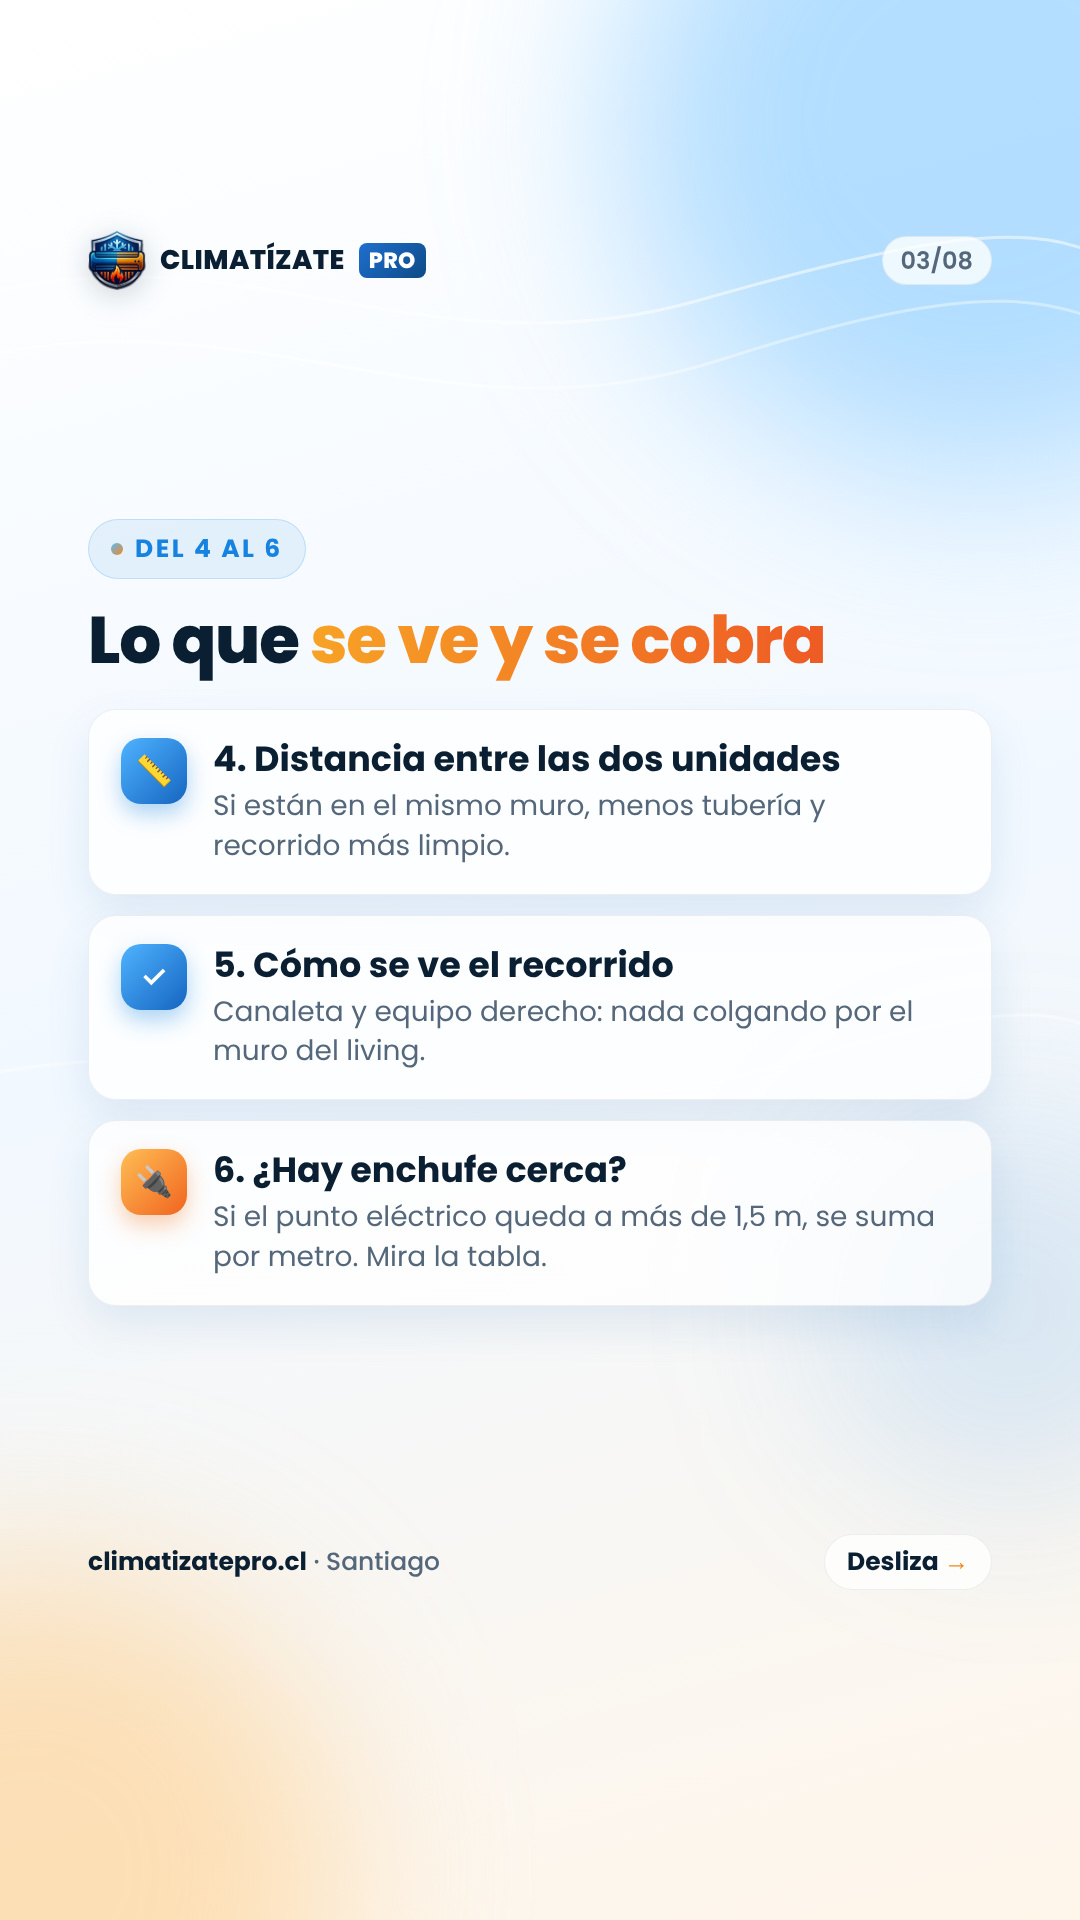 CLIMATÍZATE PRO
03/08
DEL 4 AL 6
Lo que se ve y se cobra
4. Distancia entre las dos unidades
Si están en el mismo muro, menos tubería y
recorrido más limpio.
5. Cómo se ve el recorrido
Canaleta y equipo derecho: nada colgando por el
muro del living.
6. ¿Hay enchufe cerca?
Si el punto eléctrico queda a más de 1,5 m, se suma
por metro. Mira la tabla.
climatizatepro.cl · Santiago
Desliza →